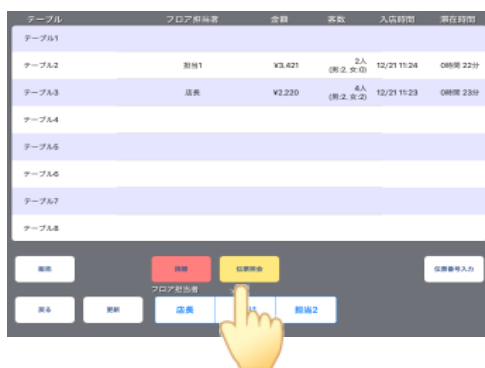 テーブル フロア担当者 金額 客数 入店時間 滞在時間
テーブル1
テーブル2 担当1 ¥3,421 2人 (男:2, 女:0) 12/21 11:24 0時間 22分
テーブル3 店長 ¥2,220 4人 (男:2, 女:2) 12/21 11:23 0時間 23分
テーブル4
テーブル5
テーブル6
テーブル7
テーブル8
伝票照会 伝票番号入力
フロア担当者
戻る 更新 店長 担当2